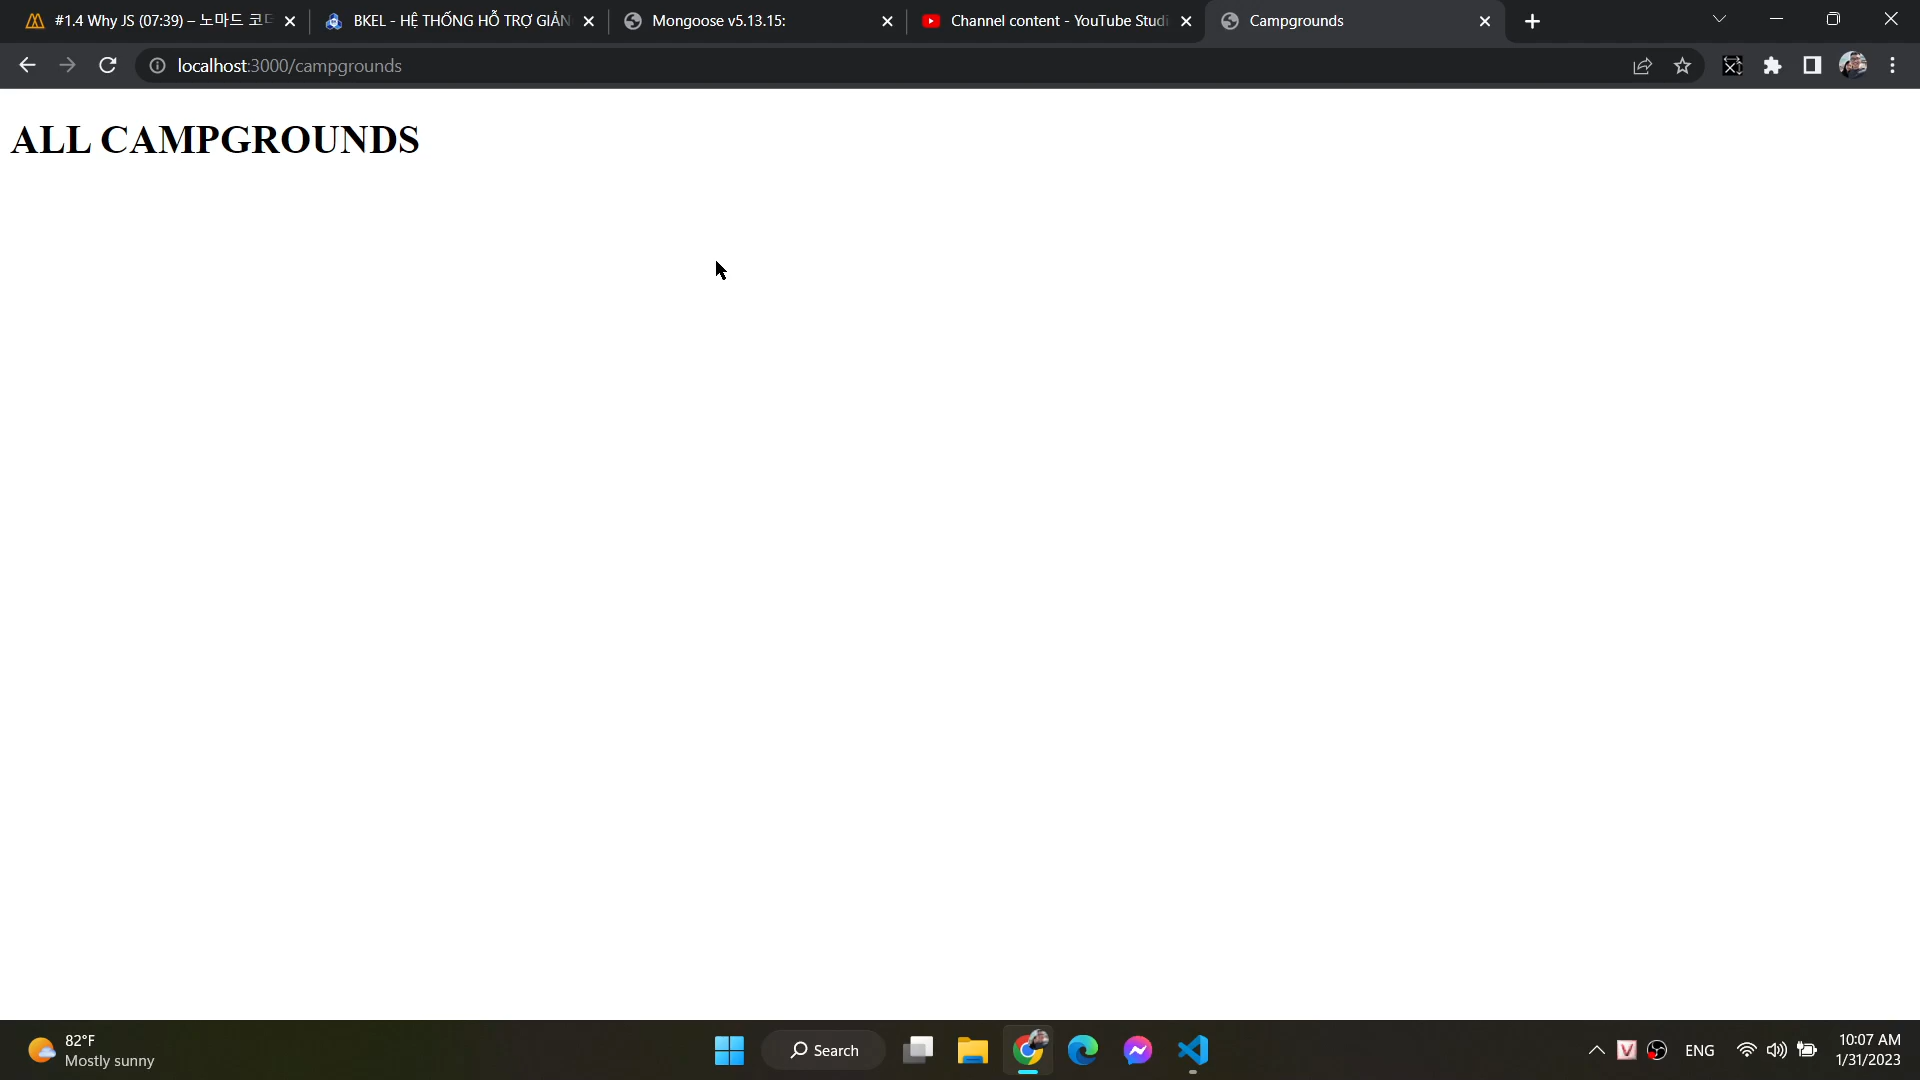 #1.4 Why JS (07:39) – 노마드 코
BKEL - HỆ THỐNG HỖ TRỢ GIẢN
Mongoose v5.13.15:
Channel content - YouTube Studi
Campgrounds
localhost:3000/campgrounds
ALL CAMPGROUNDS
82°F
Mostly sunny
Search
ENG
10:07 AM
1/31/2023